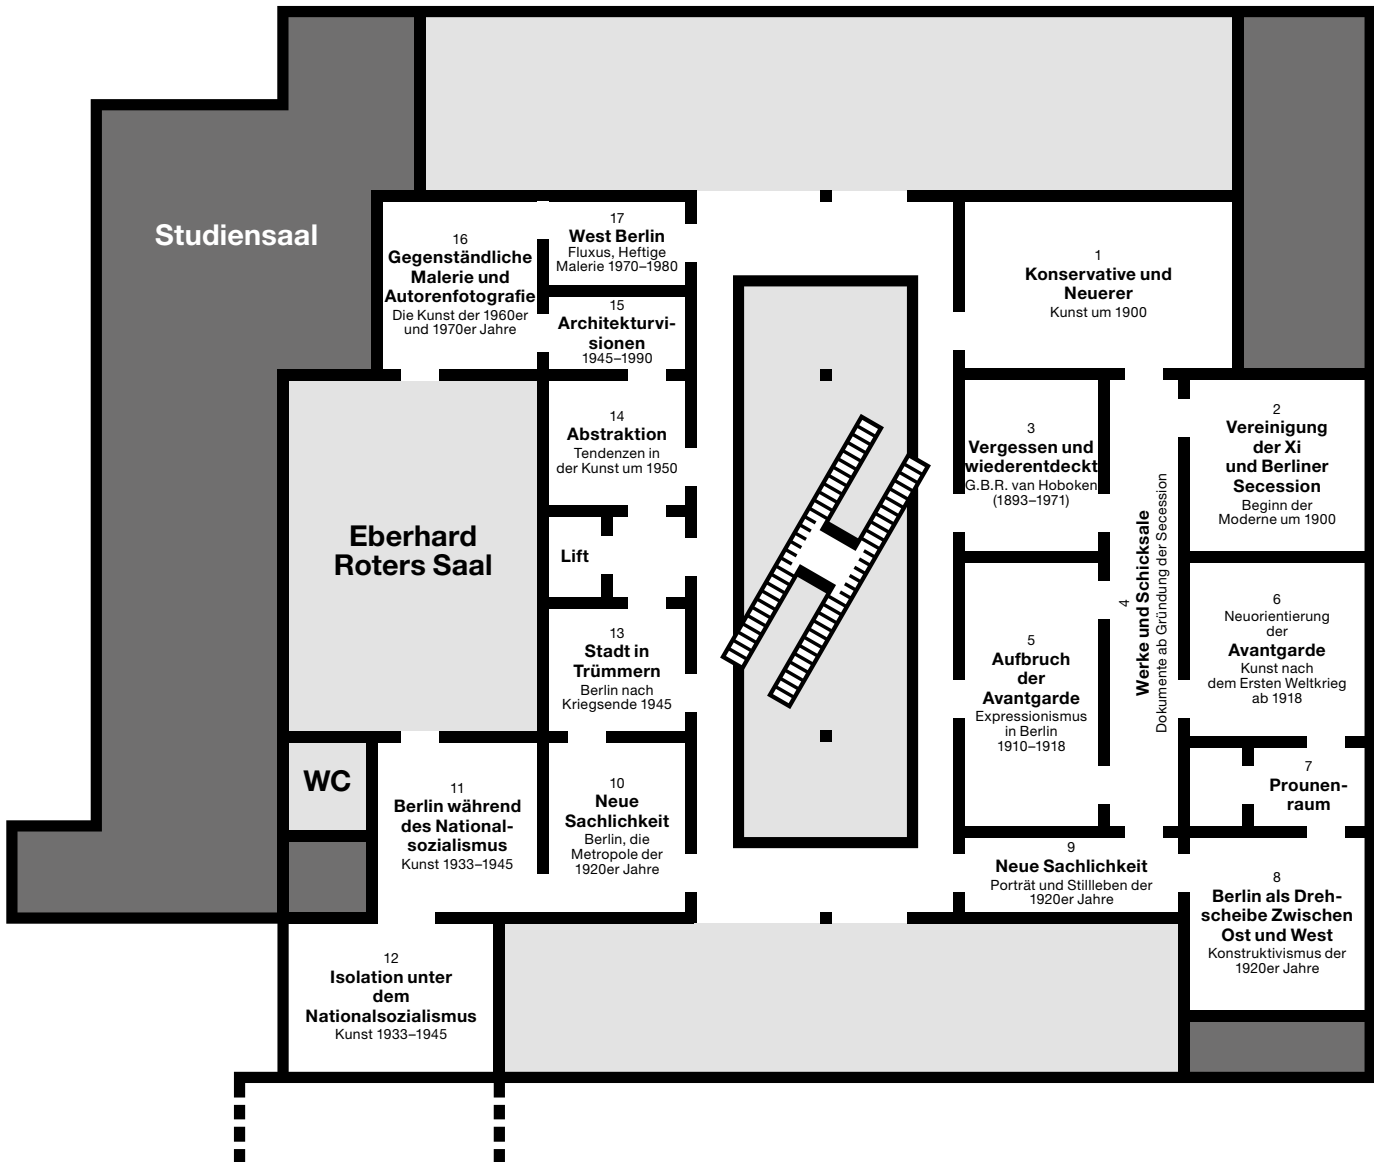 Studiensaal
16
Gegenständliche
Malerie und
Autorenfotografie
Die Kunst der 1960er
und 1970er Jahre
17
West Berlin
Fluxus, Heftige
Malerie 1970–1980
15
Architekturvi-
sionen
1945–1990
14
Abstraktion
Tendenzen in
der Kunst um 1950
Eberhard
Roters Saal
Lift
13
Stadt in
Trümmern
Berlin nach
Kriegsende 1945
WC
11
Berlin während
des National-
sozialismus
Kunst 1933–1945
10
Neue
Sachlichkeit
Berlin, die
Metropole der
1920er Jahre
12
Isolation unter
dem
Nationalsozialismus
Kunst 1933–1945
1
Konservative und
Neuerer
Kunst um 1900
2
Vereinigung
der Xi
und Berliner
Secession
Beginn der
Moderne um 1900
3
Vergessen und
wiederentdeckt
G.B.R. van Hoboken
(1893–1971)
4
Werke und Schicksale
Dokumente ab Gründung der Secession
5
Aufbruch
der
Avantgarde
Expressionismus
in Berlin
1910–1918
6
Neuorientierung
der
Avantgarde
Kunst nach
dem Ersten Weltkrieg
ab 1918
7
Prounen-
raum
9
Neue Sachlichkeit
Porträt und Stillleben der
1920er Jahre
8
Berlin als Dreh-
scheibe Zwischen
Ost und West
Konstruktivismus der
1920er Jahre